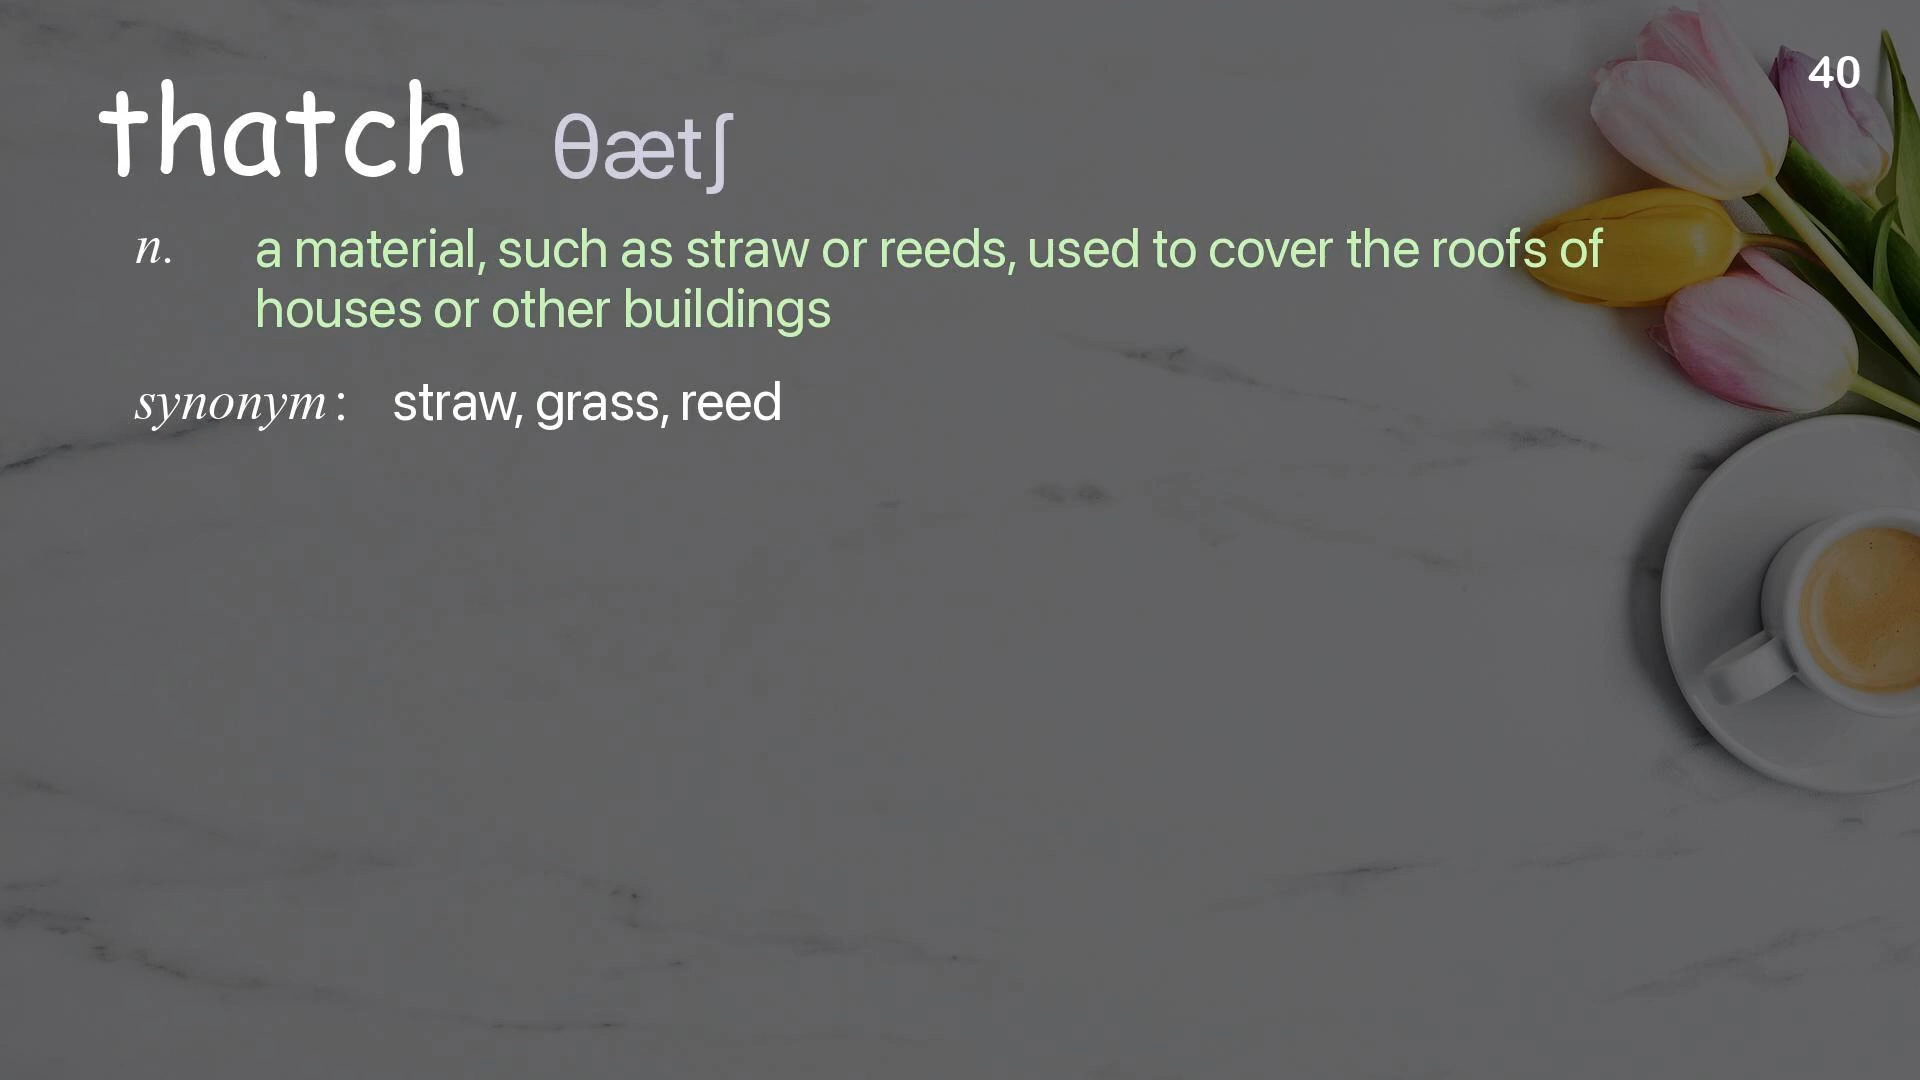 40
thatch θætʃ
n. a material, such as straw or reeds, used to cover the roofs of
houses or other buildings
synonym: straw, grass, reed